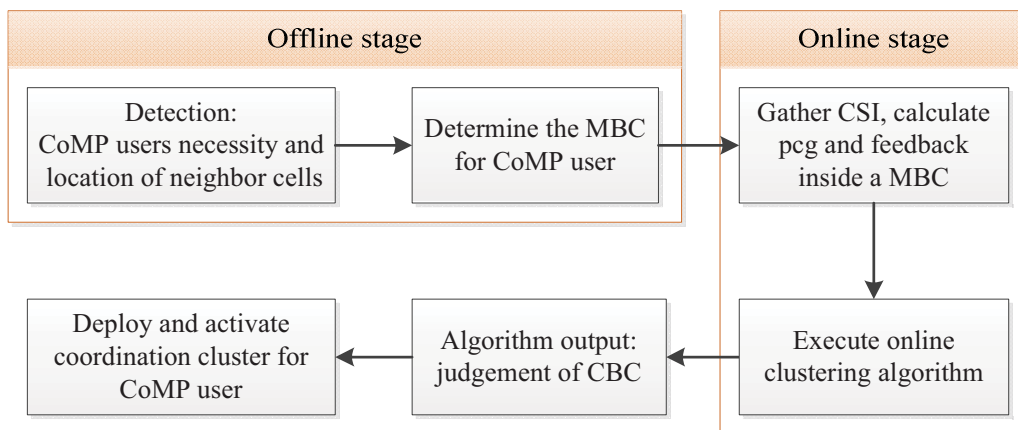 Offline stage
Online stage
Detection:
CoMP users necessity and
location of neighbor cells
Determine the MBC
for CoMP user
Gather CSI, calculate
pcg and feedback
inside a MBC
Execute online
clustering algorithm
Algorithm output:
judgement of CBC
Deploy and activate
coordination cluster for
CoMP user